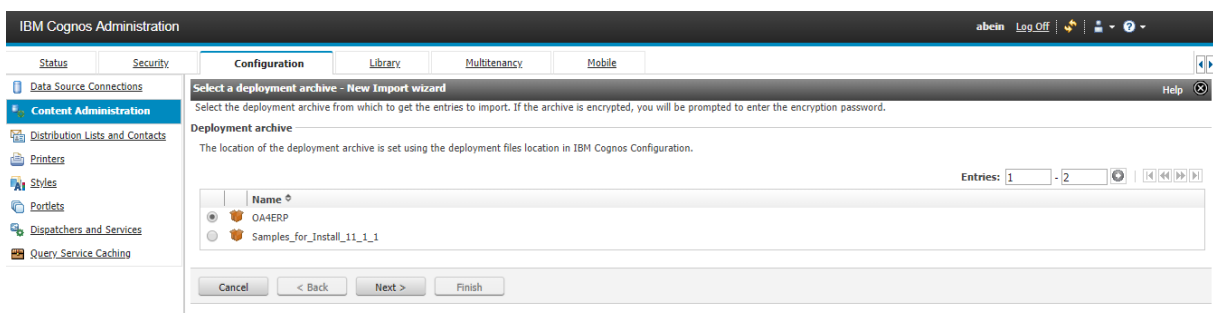 IBM Cognos Administration
abein Log Off
Status Security Configuration Library Multitenancy Mobile
Data Source Connections
Content Administration
Distribution Lists and Contacts
Printers
Styles
Portlets
Dispatchers and Services
Query Service Caching
Select a deployment archive - New Import wizard Help
Select the deployment archive from which to get the entries to import. If the archive is encrypted, you will be prompted to enter the encryption password.
Deployment archive
The location of the deployment archive is set using the deployment files location in IBM Cognos Configuration.
Entries: 1 - 2
Name
OA4ERP
Samples_for_Install_11_1_1
Cancel < Back Next > Finish